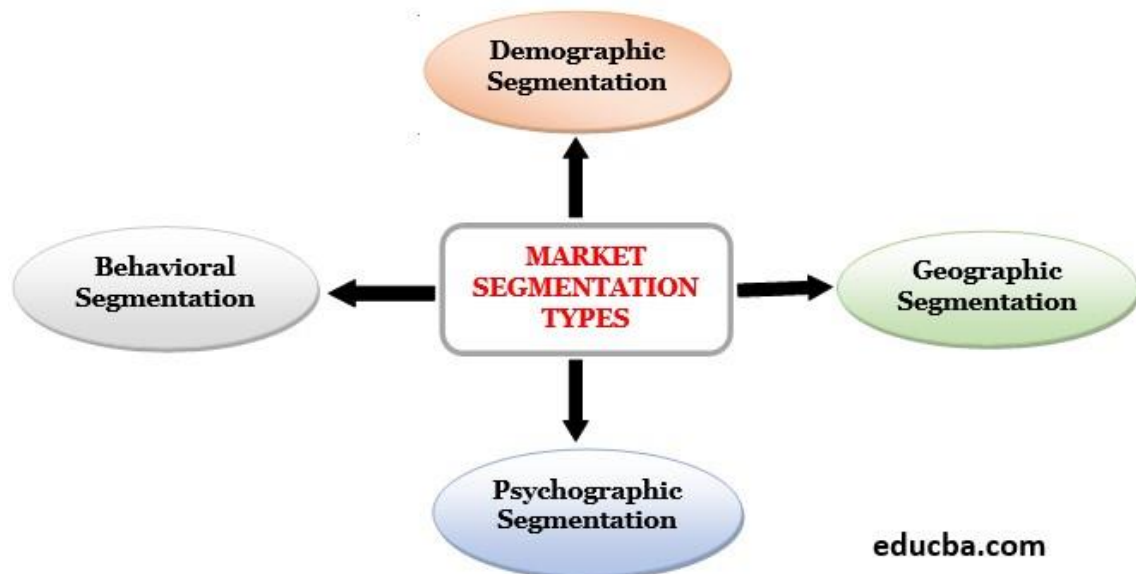 Demographic
Segmentation
Behavioral
Segmentation
MARKET
SEGMENTATION
TYPES
Geographic
Segmentation
Psychographic
Segmentation
educba.com